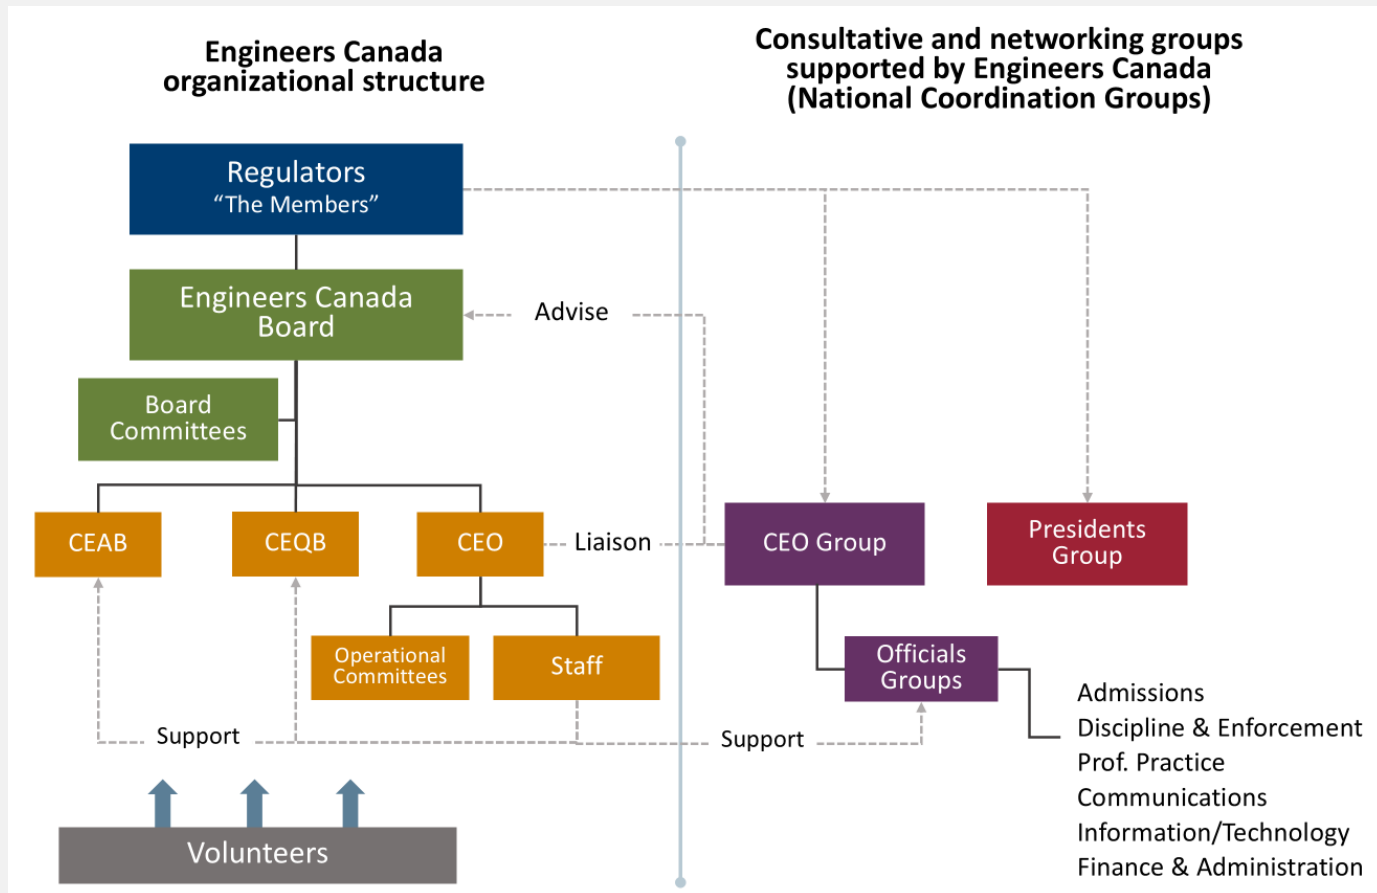 Engineers Canada
organizational structure
Consultative and networking groups
supported by Engineers Canada
(National Coordination Groups)
Regulators
“The Members”
Engineers Canada
Board
Advise
Board
Committees
CEAB
CEQB
CEO
Liaison
CEO Group
Presidents
Group
Operational
Committees
Staff
Officials
Groups
Support
Support
Admissions
Discipline & Enforcement
Prof. Practice
Communications
Information/Technology
Finance & Administration
Volunteers